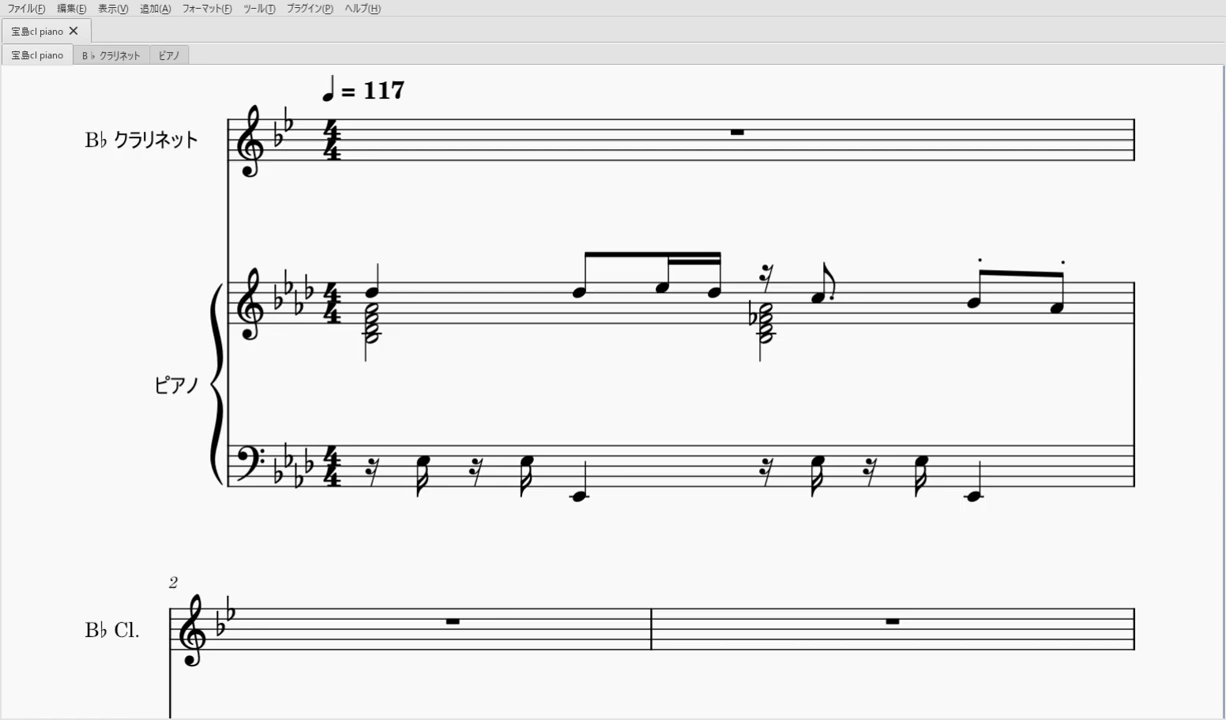 ファイル(F) 編集(E) 表示(V) 追加(A) フォーマット(F) ツール(T) プラグイン(P) ヘルプ(H)
宝島cl piano ✕
宝島cl piano B♭ クラリネット ピアノ
♩ = 117
B♭ クラリネット
4
4
ピアノ
4
4
4
4
2
B♭ Cl.